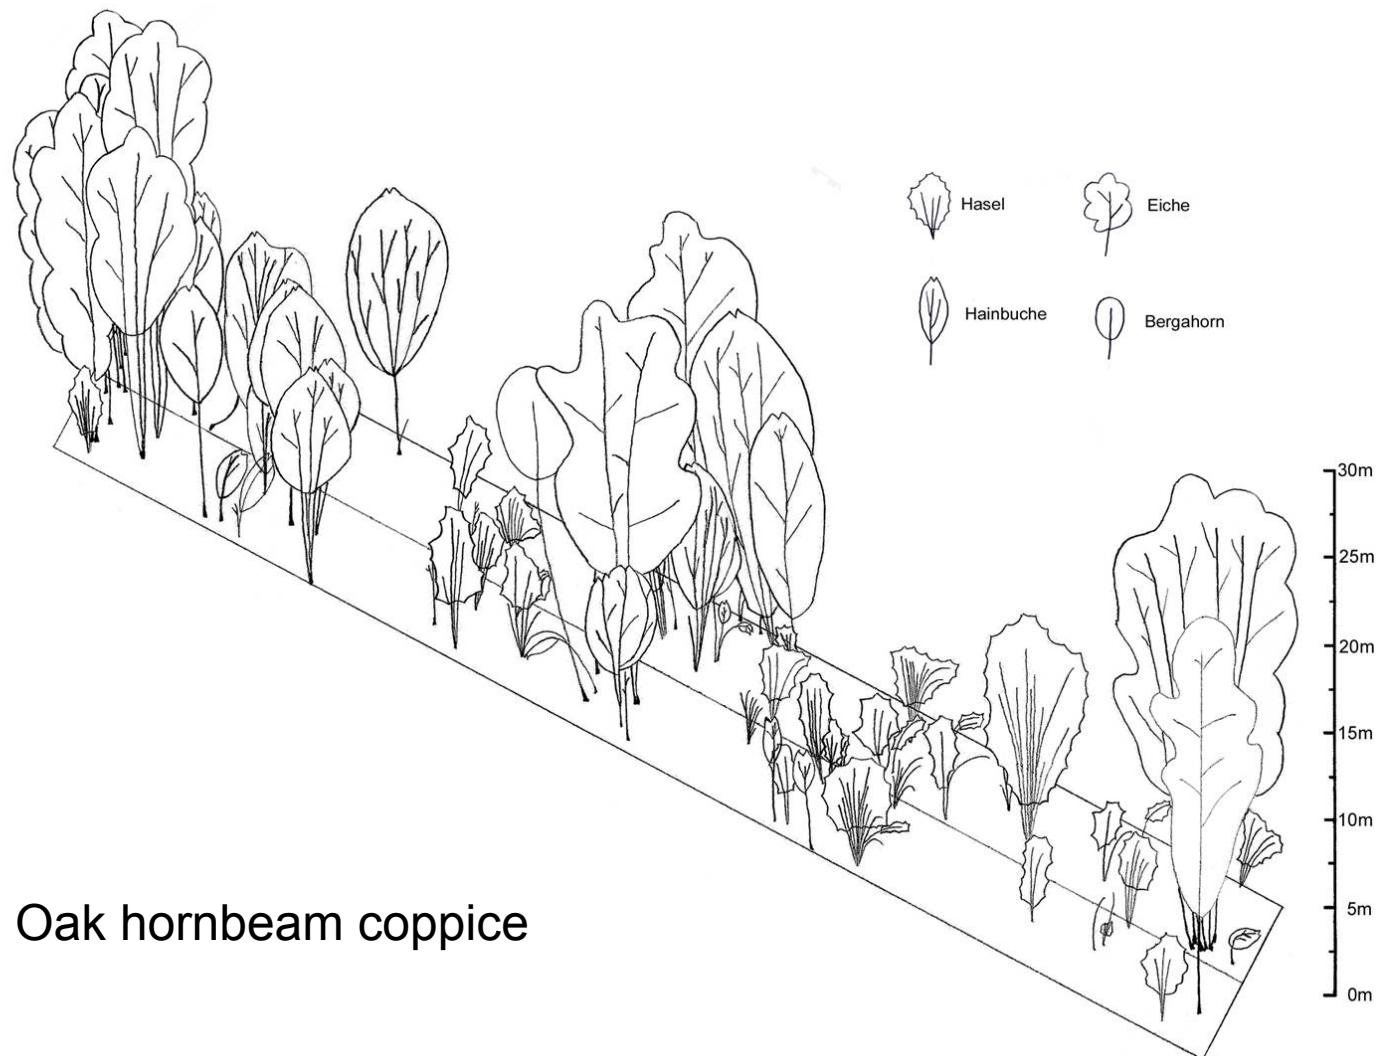 Hasel
Eiche
Hainbuche
Bergahorn
30m
25m
20m
15m
10m
5m
0m
Oak hornbeam coppice